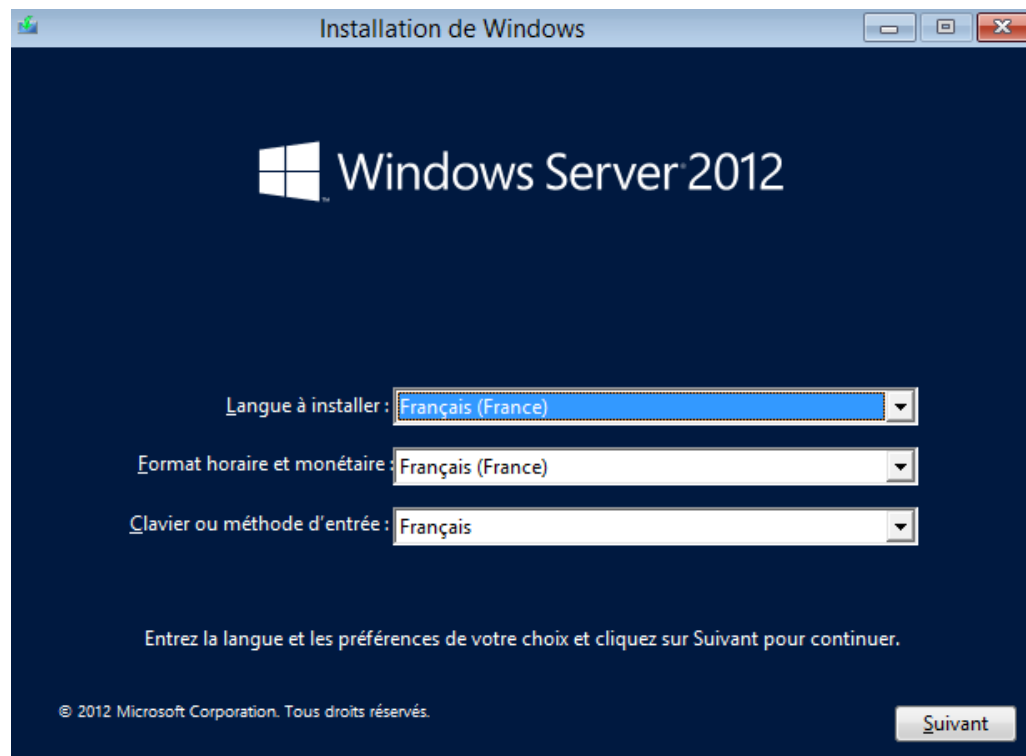 Installation de Windows
Windows Server 2012
Langue à installer : Français (France)
Format horaire et monétaire : Français (France)
Clavier ou méthode d'entrée : Français
Entrez la langue et les préférences de votre choix et cliquez sur Suivant pour continuer.
© 2012 Microsoft Corporation. Tous droits réservés.
Suivant